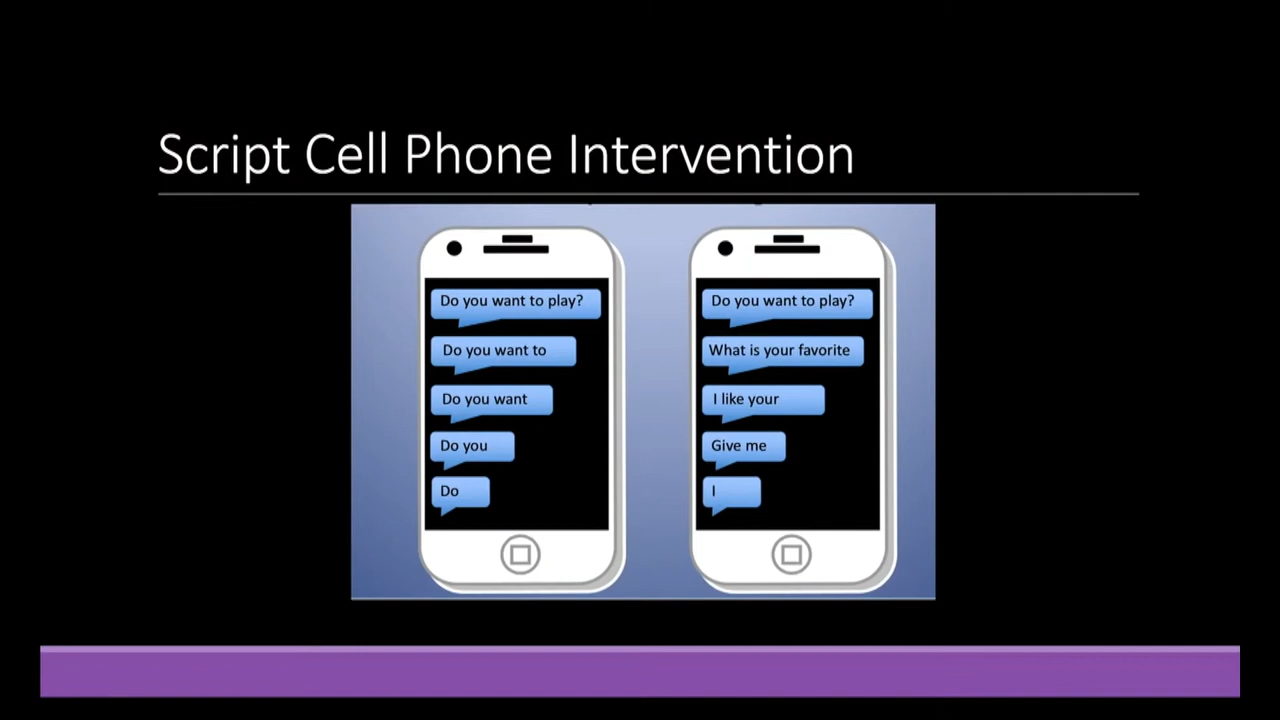 Script Cell Phone Intervention
Do you want to play?
Do you want to
Do you want
Do you
Do
Do you want to play?
What is your favorite
I like your
Give me
I